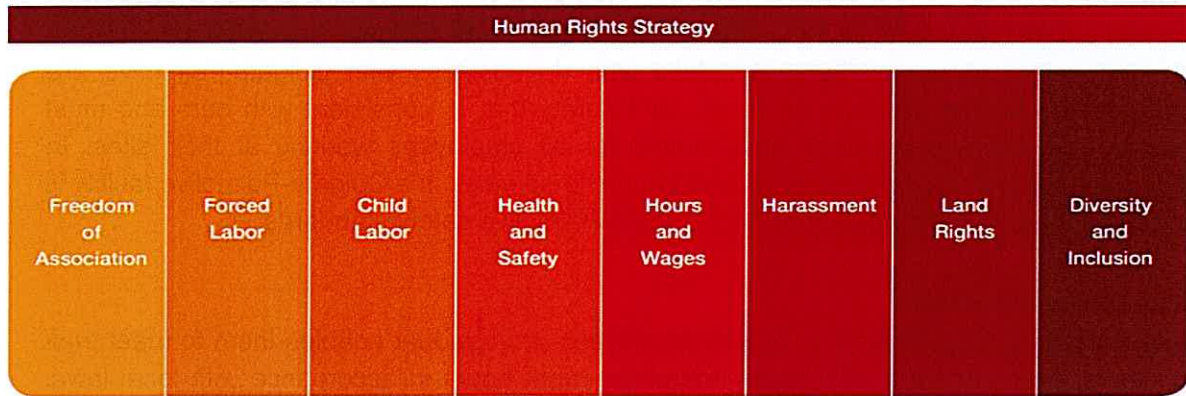 Human Rights Strategy
Freedom
of
Association
Forced
Labor
Child
Labor
Health
and
Safety
Hours
and
Wages
Harassment
Land
Rights
Diversity
and
Inclusion